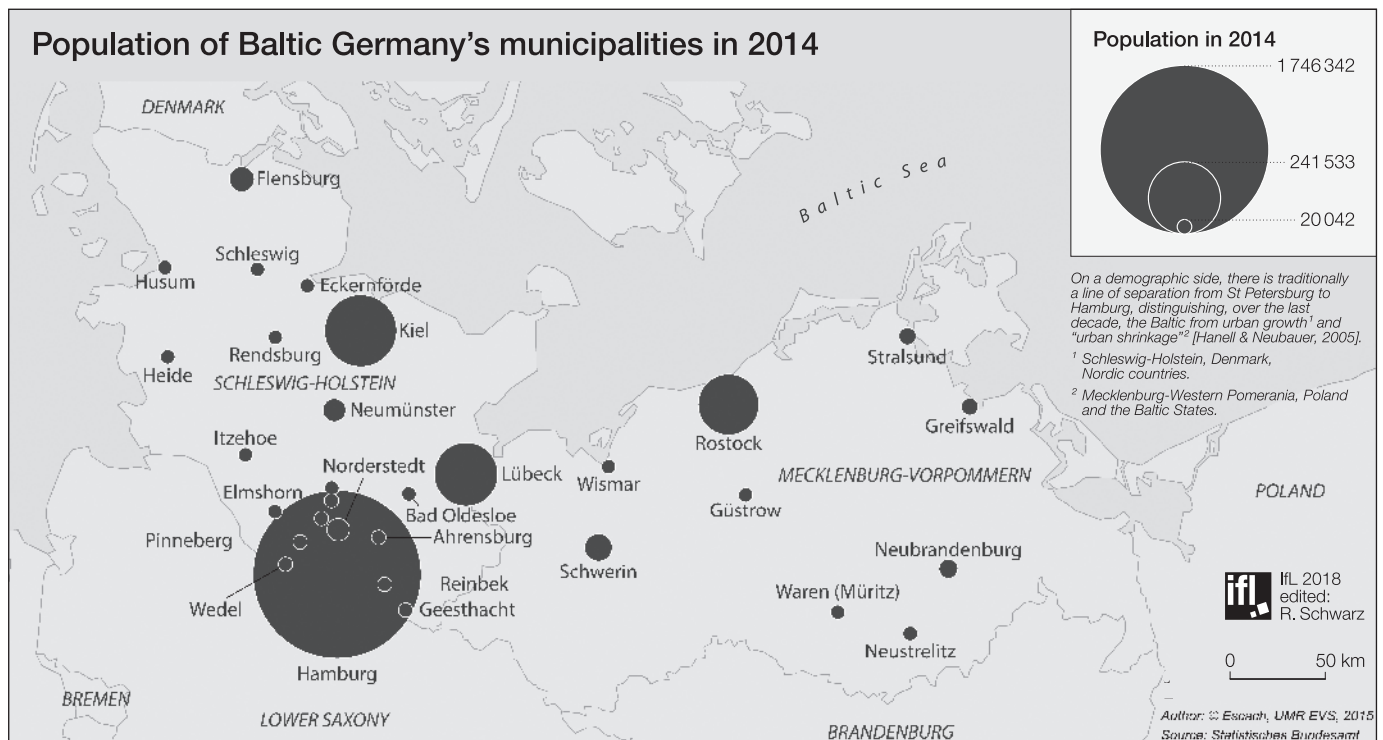 Population of Baltic Germany's municipalities in 2014
Population in 2014
1 746 342
241 533
20 042
DENMARK
Baltic Sea
Flensburg
Schleswig
Husum
Eckernförde
Kiel
Rendsburg
Heide
SCHLESWIG-HOLSTEIN
Neumünster
Itzehoe
Norderstedt
Lübeck
Elmshorn
Bad Oldesloe
Pinneberg
Ahrensburg
Reinbek
Wedel
Geesthacht
Hamburg
BREMEN
LOWER SAXONY
Stralsund
Greifswald
Rostock
Wismar
MECKLENBURG-VORPOMMERN
POLAND
Güstrow
Schwerin
Neubrandenburg
Waren (Müritz)
Neustrelitz
BRANDENBURG
On a demographic side, there is traditionally
a line of separation from St Petersburg to
Hamburg, distinguishing, over the last
decade, the Baltic from urban growth¹ and
"urban shrinkage"² [Hanell & Neubauer, 2005].
¹ Schleswig-Holstein, Denmark,
Nordic countries.
² Mecklenburg-Western Pomerania, Poland
and the Baltic States.
ifl
IfL 2018
edited:
R. Schwarz
0 50 km
Author: © Escach, UMR EVS, 2015
Source: Statistisches Bundesamt